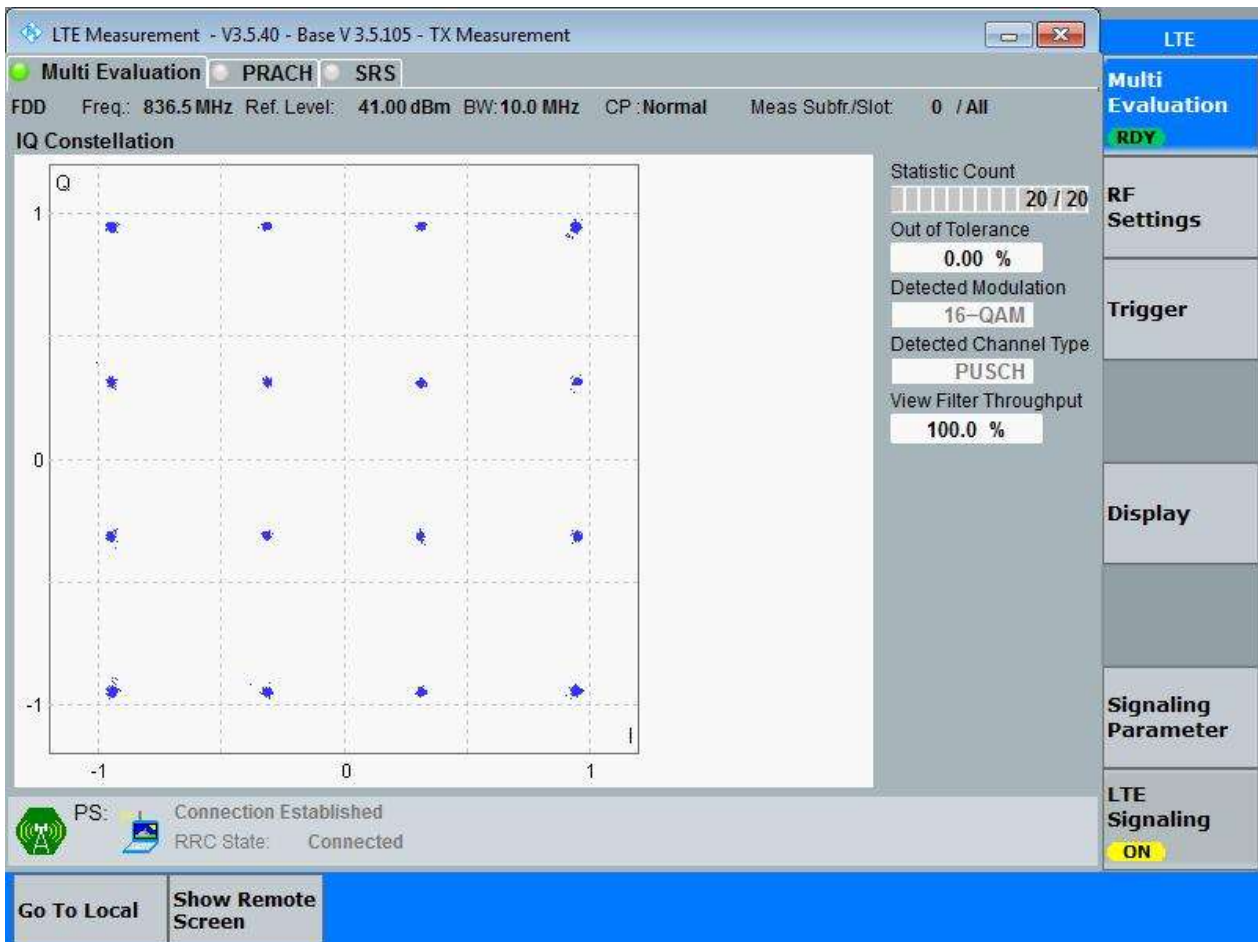 LTE Measurement - V3.5.40 - Base V 3.5.105 - TX Measurement
LTE
Multi Evaluation PRACH SRS
Multi
Evaluation
RDY
FDD Freq.: 836.5 MHz Ref. Level: 41.00 dBm BW: 10.0 MHz CP : Normal Meas Subfr./Slot: 0 / All
IQ Constellation
Q
1
0
-1
I
-1 0 1
Statistic Count
20 / 20
Out of Tolerance
0.00 %
Detected Modulation
16-QAM
Detected Channel Type
PUSCH
View Filter Throughput
100.0 %
RF
Settings
Trigger
Display
Signaling
Parameter
LTE
Signaling
ON
PS: Connection Established
RRC State: Connected
Go To Local
Show Remote
Screen